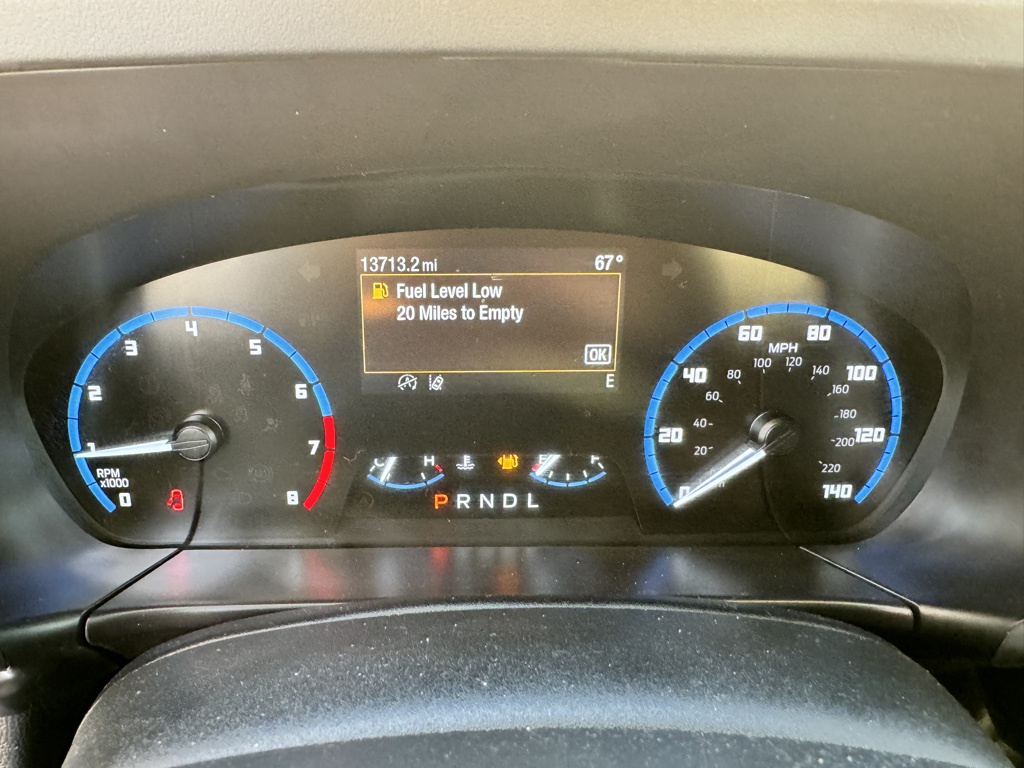 13713.2 mi 67°
Fuel Level Low
20 Miles to Empty
OK
E
0 1 2 3 4 5 6 7 8
RPM
x1000
C H E F
P R N D L
0 20 40 60 80 100 120 140
MPH
20 40 60 80 100 120 140 160 180 200 220